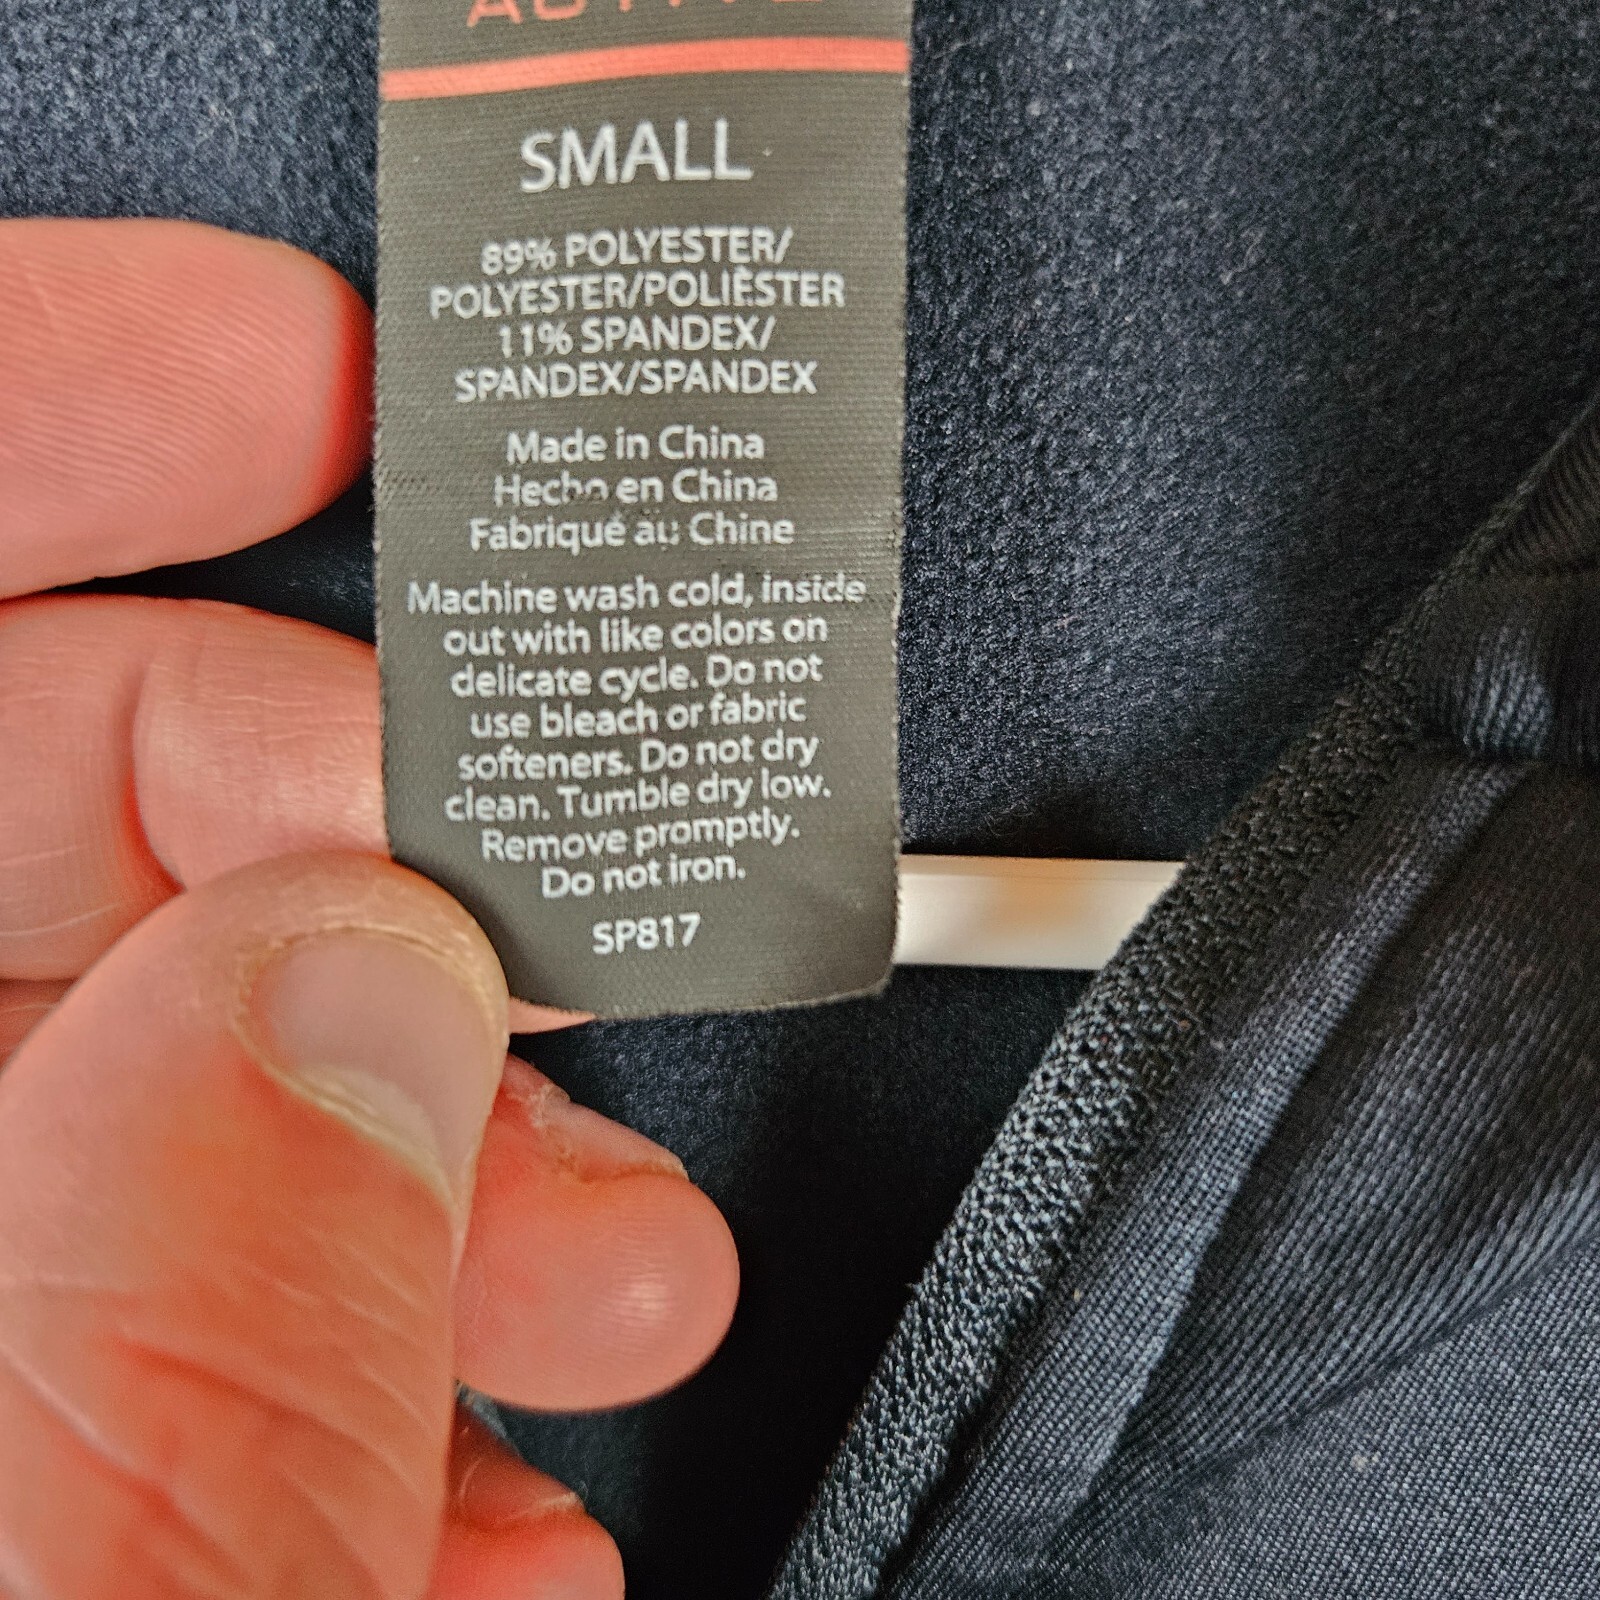 ACTIVE
SMALL
89% POLYESTER/
POLYESTER/POLIÈSTER
11% SPANDEX/
SPANDEX/SPANDEX
Made in China
Hecho en China
Fabriqué au Chine
Machine wash cold, inside
out with like colors on
delicate cycle. Do not
use bleach or fabric
softeners. Do not dry
clean. Tumble dry low.
Remove promptly.
Do not iron.
SP817